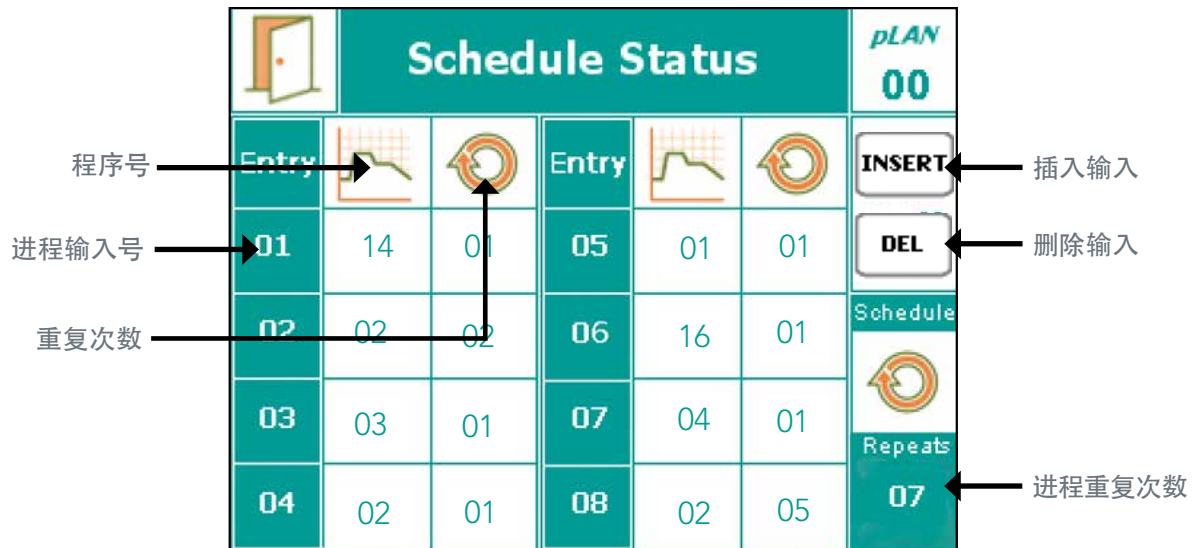 Schedule Status
pLAN
00
程序号
Entry
Entry
INSERT
插入输入
进程输入号
01 14 01 05 01 01
DEL
删除输入
重复次数
02 02 02 06 16 01
Schedule
03 03 01 07 04 01
Repeats
04 02 01 08 02 05
07
进程重复次数